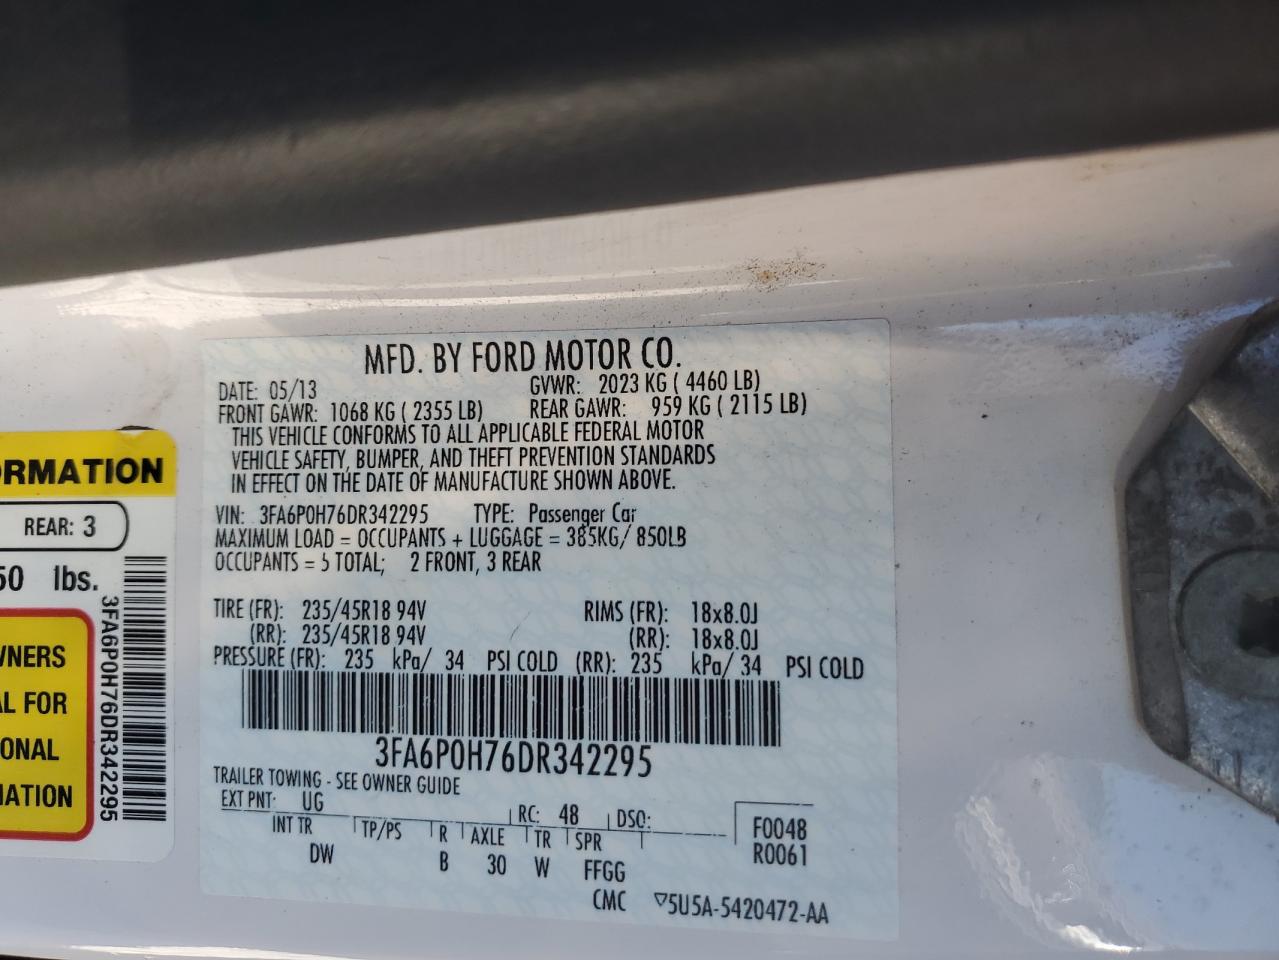 MFD. BY FORD MOTOR CO.
DATE: 05/13 GVWR: 2023 KG ( 4460 LB)
FRONT GAWR: 1068 KG ( 2355 LB) REAR GAWR: 959 KG ( 2115 LB)
THIS VEHICLE CONFORMS TO ALL APPLICABLE FEDERAL MOTOR
VEHICLE SAFETY, BUMPER, AND THEFT PREVENTION STANDARDS
IN EFFECT ON THE DATE OF MANUFACTURE SHOWN ABOVE.
VIN: 3FA6P0H76DR342295 TYPE: Passenger Car
MAXIMUM LOAD = OCCUPANTS + LUGGAGE = 385KG/ 850LB
OCCUPANTS = 5 TOTAL; 2 FRONT, 3 REAR
TIRE (FR): 235/45R18 94V RIMS (FR): 18x8.0J
(RR): 235/45R18 94V (RR): 18x8.0J
PRESSURE (FR): 235 kPa/ 34 PSI COLD (RR): 235 kPa/ 34 PSI COLD
3FA6P0H76DR342295
TRAILER TOWING - SEE OWNER GUIDE
EXT PNT: UG RC: 48 DSO:
INT TR TP/PS R AXLE TR SPR
DW B 30 W FFGG
F0048
R0061
CMC ▽5U5A-5420472-AA
ORMATION
REAR: 3
50 lbs.
3FA6P0H76DR342295
WNERS
AL FOR
IONAL
MATION